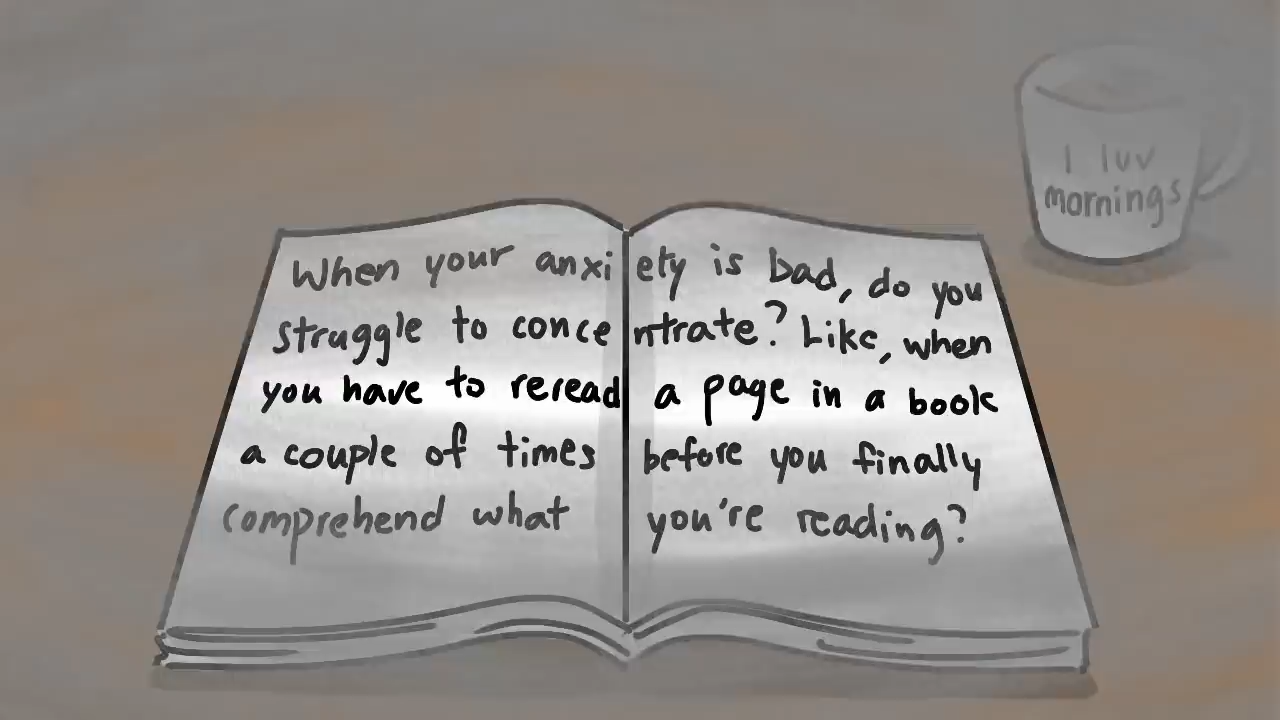 I luv
mornings
When your anxiety is bad, do you
struggle to concentrate? Like, when
you have to reread a page in a book
a couple of times before you finally
comprehend what you're reading?